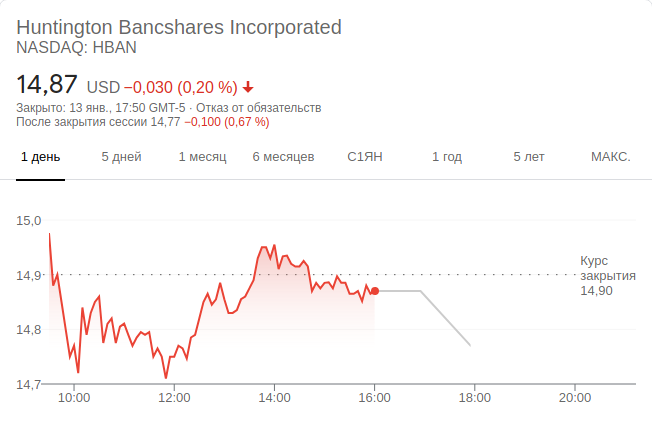 Huntington Bancshares Incorporated
NASDAQ: HBAN
14,87 USD −0,030 (0,20 %)
Закрыто: 13 янв., 17:50 GMT-5 · Отказ от обязательств
После закрытия сессии 14,77 −0,100 (0,67 %)
1 день 5 дней 1 месяц 6 месяцев С1ЯН 1 год 5 лет МАКС.
15,0
14,9
14,8
14,7
Курс
закрытия
14,90
10:00 12:00 14:00 16:00 18:00 20:00